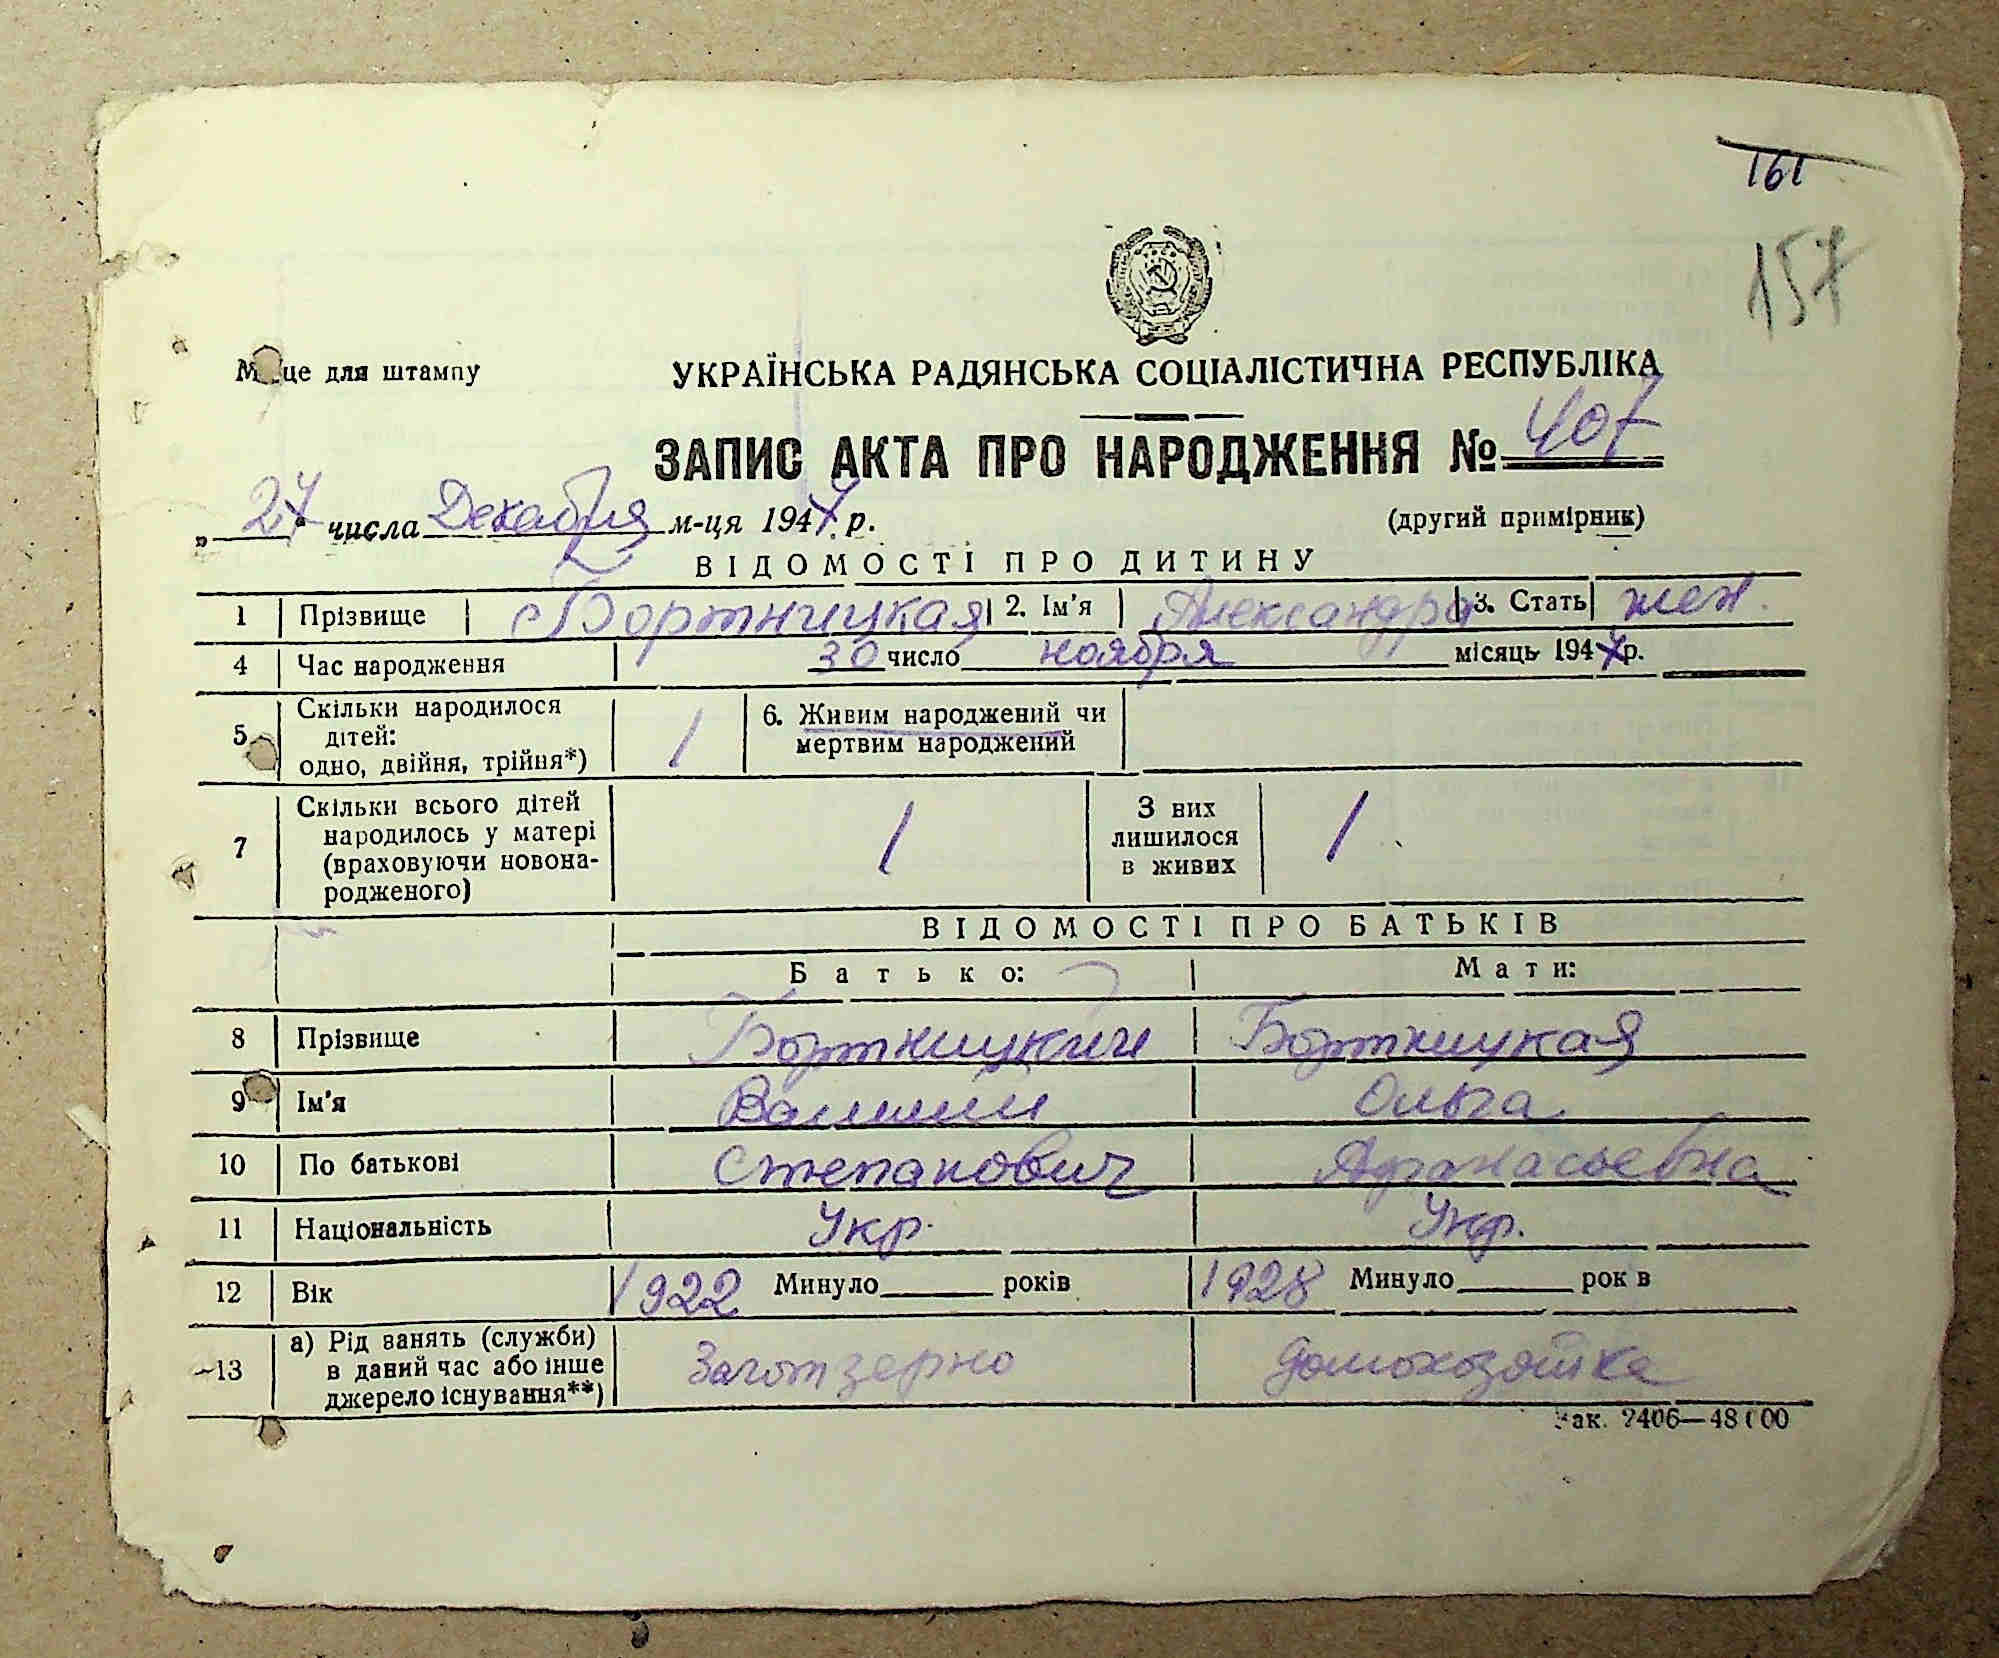 161
157
М це для штампу
УКРАЇНСЬКА РАДЯНСЬКА СОЦІАЛІСТИЧНА РЕСПУБЛІКА
ЗАПИС АКТА ПРО НАРОДЖЕННЯ № 407
„ 27 " числа Декабря м-ця 1947 р.
(другий примірник)
ВІДОМОСТІ ПРО ДИТИНУ
1 Прізвище Бортницкая 2. Ім'я Александра 3. Стать жен.
4 Час народження 30 число ноября місяць 1947 р.
5 Скільки народилося дітей: одно, двійня, трійня*) 1 6. Живим народжений чи мертвим народжений
7 Скільки всього дітей народилось у матері (враховуючи новонародженого) 1 З них лишилося в живих 1
ВІДОМОСТІ ПРО БАТЬКІВ
Батько: Мати:
8 Прізвище Бортницкий Бортницкая
9 Ім'я Ольга
10 По батькові Степанович Афанасьевна
11 Національність Укр. Укр.
12 Вік 1922 Минуло років 1928 Минуло рок в
13 а) Рід занять (служби) в даний час або інше джерело існування**) Заготзерно домохозяйка
Зак. 2406—48000